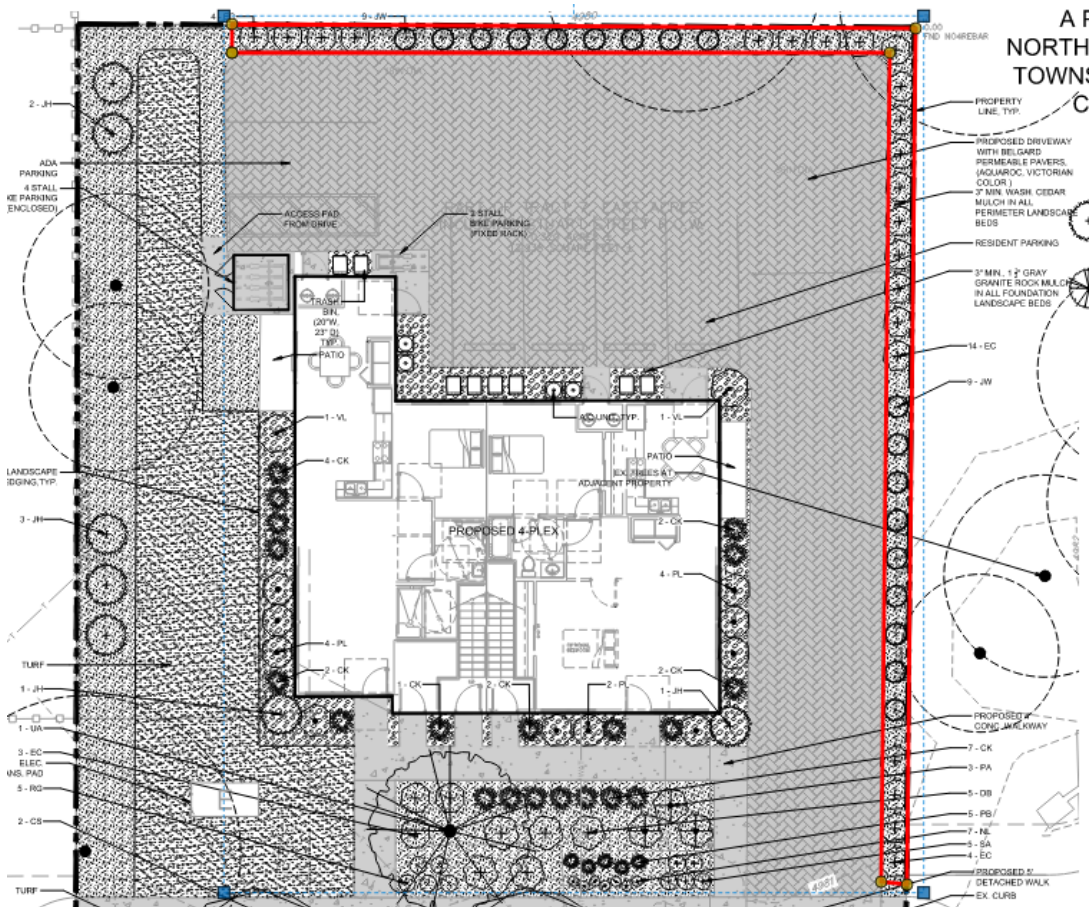 4
9 - JW
4980
A P
NORTH
TOWNS
C
FND NO4REBAR
2 - JH
PROPERTY
LINE, TYP.
PROPOSED DRIVEWAY
WITH BELGARD
PERMEABLE PAVERS,
(AQUAROC, VICTORIAN
COLOR )
ADA
PARKING
4 STALL
KE PARKING
ENCLOSED)
3" MIN. WASH. CEDAR
MULCH IN ALL
PERIMETER LANDSCAPE
BEDS
ACCESS PAD
FROM DRIVE
2 STALL
BIKE PARKING
(FIXED RACK)
RESIDENT PARKING
3" MIN., 1 ½" GRAY
GRANITE ROCK MULCH
IN ALL FOUNDATION
LANDSCAPE BEDS
TRASH
BIN,
(20"W,
23" D)
TYP.
PATIO
14 - EC
9 - JW
1 - VL
A/C UNIT, TYP.
1 - VL
4 - CK
PATIO
EX. TREES AT
ADJACENT PROPERTY
LANDSCAPE
EDGING, TYP.
3 - JH
PROPOSED 4-PLEX
2 - CK
4 - PL
4982
4 - PL
TURF
2 - CK
1 - CK
2 - CK
2 - PL
2 - CK
1 - JH
1 - JH
1 - UA
3 - EC
ELEC.
ANS. PAD
5 - RG
2 - CS
PROPOSED 4'
CONC. WALKWAY
7 - CK
3 - PA
5 - DB
5 - PB
7 - NL
5 - SA
4 - EC
4981
PROPOSED 5'
DETACHED WALK
TURF
EX. CURB